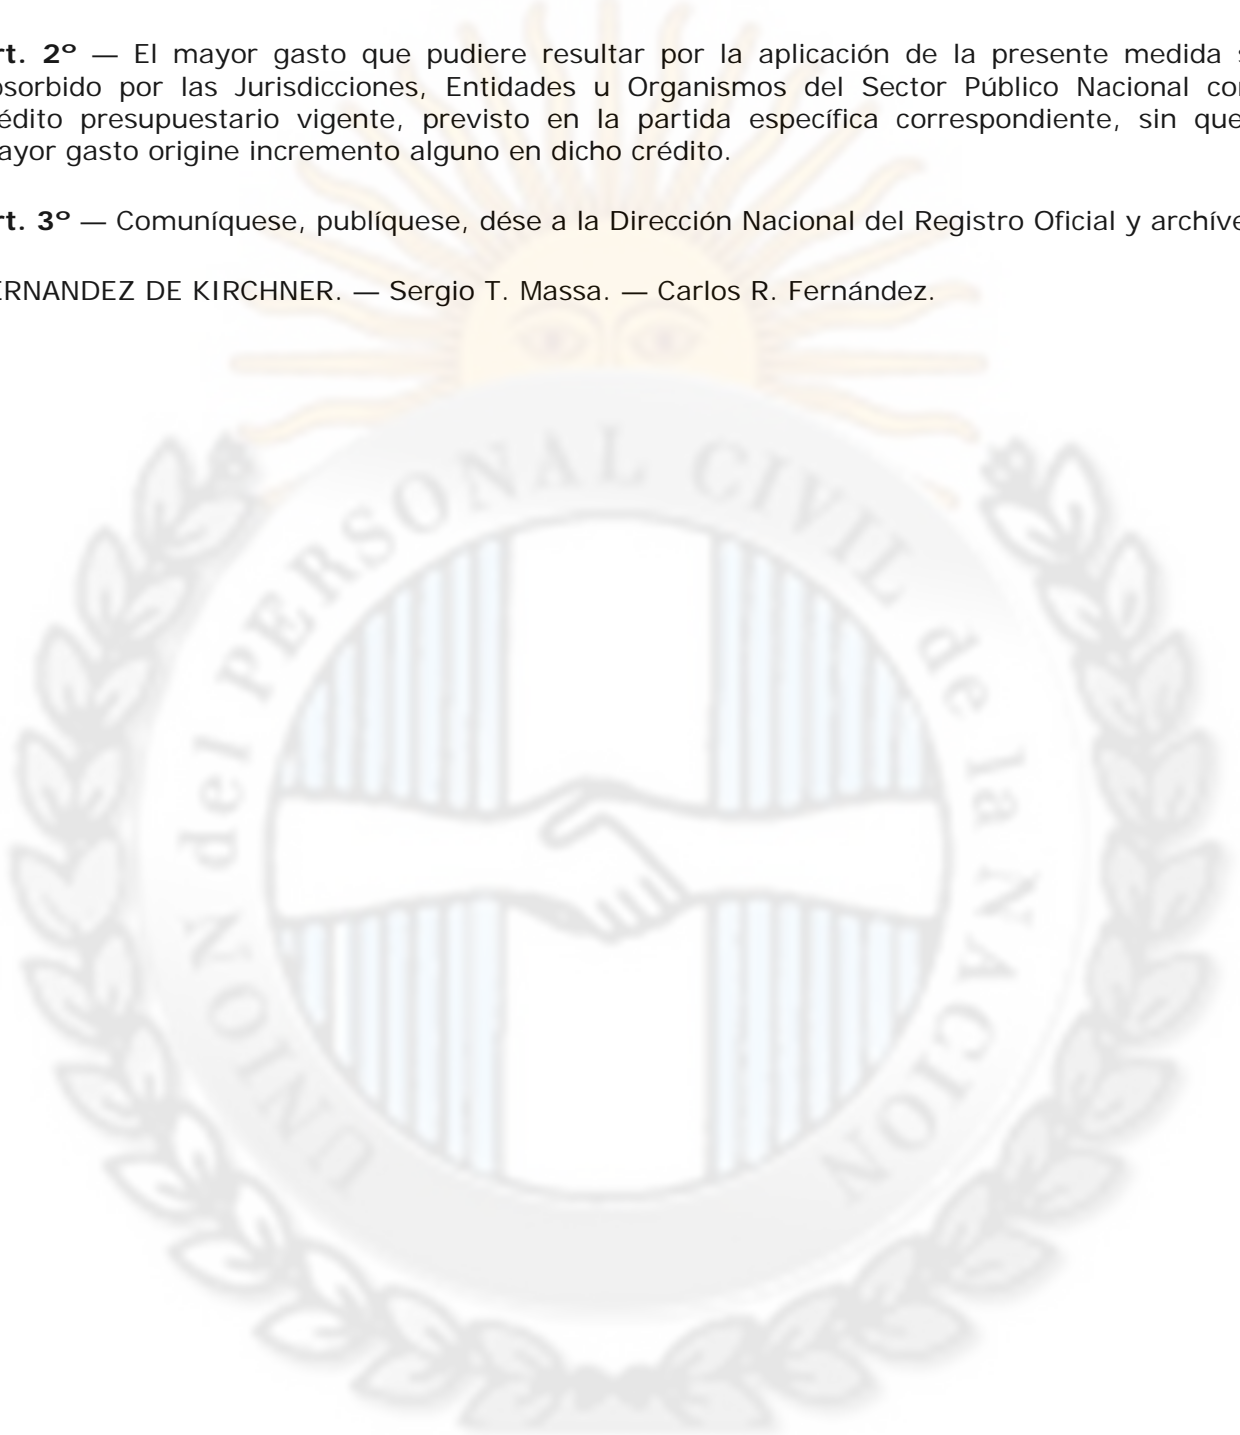 rt. 2º — El mayor gasto que pudiere resultar por la aplicación de la presente medida s
bsorbido por las Jurisdicciones, Entidades u Organismos del Sector Público Nacional con
édito presupuestario vigente, previsto en la partida específica correspondiente, sin que
ayor gasto origine incremento alguno en dicho crédito.
rt. 3º — Comuníquese, publíquese, dése a la Dirección Nacional del Registro Oficial y archíve
ERNANDEZ DE KIRCHNER. — Sergio T. Massa. — Carlos R. Fernández.
UNION del PERSONAL CIVIL de la NACION